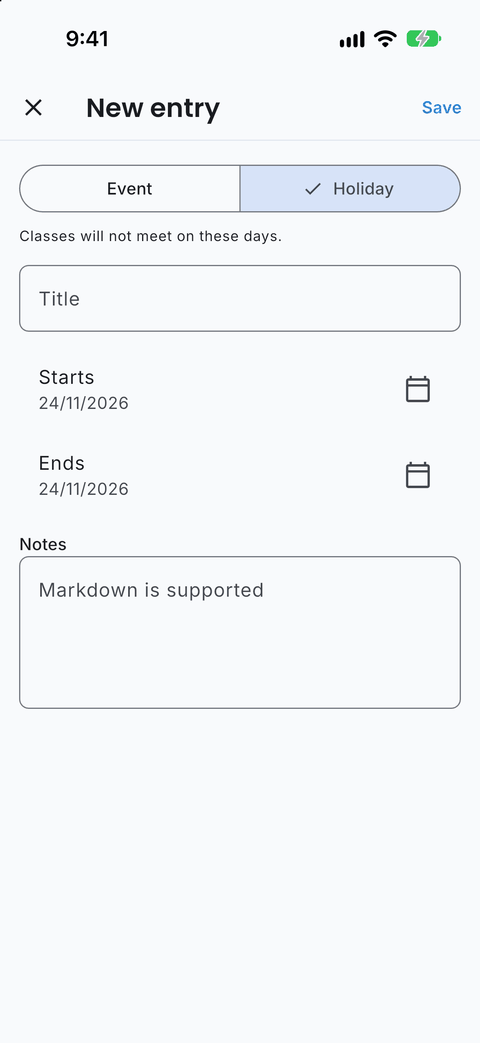 9:41
New entry
Save
Event
Holiday
Classes will not meet on these days.
Title
Starts
24/11/2026
Ends
24/11/2026
Notes
Markdown is supported